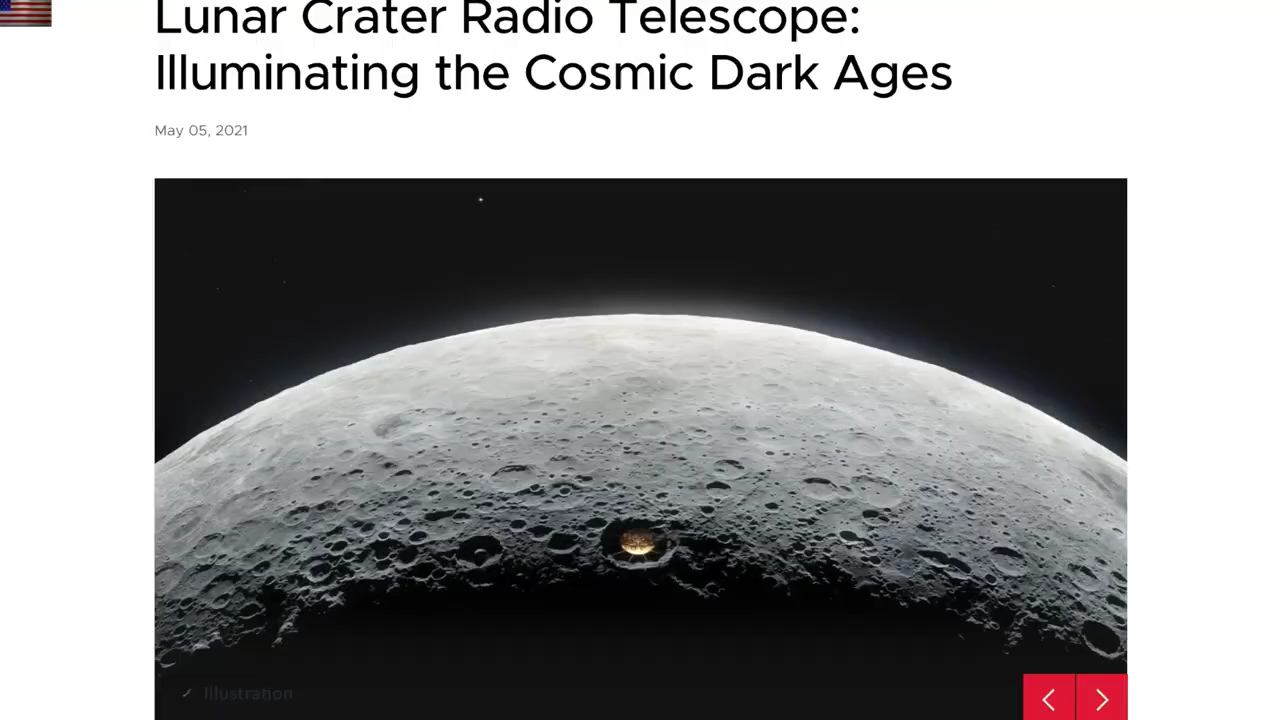 Lunar Crater Radio Telescope:
Illuminating the Cosmic Dark Ages
May 05, 2021
Illustration